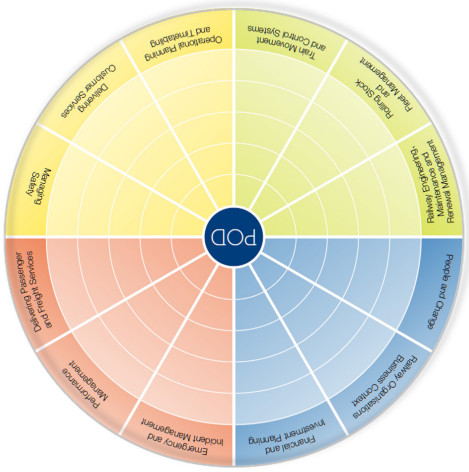 Emergency and
Incident Management
Performance
Management
Delivering Passenger
and Freight Services
Managing
Safety
Delivering
Customer Services
Operational Planning
and Timetabling
Train Movement
and Control Systems
Rolling Stock
and
Fleet Management
Railway Engineering,
Maintenance and
Renewal Management
People and Change
Railway Organisations
Business Context
Financial and
Investment Planning
POD